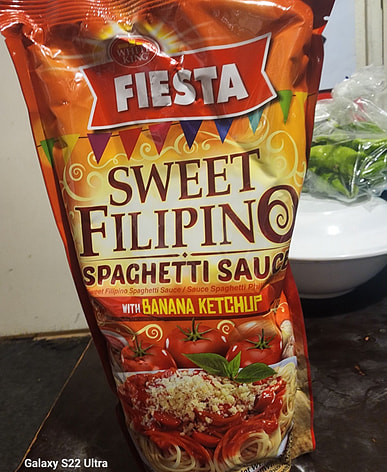 FIESTA
SWEET
FILIPINO
SPAGHETTI SAUCE
Sweet Filipino Spaghetti Sauce / Sauce Spaghetti
WITH BANANA KETCHUP
Galaxy S22 Ultra